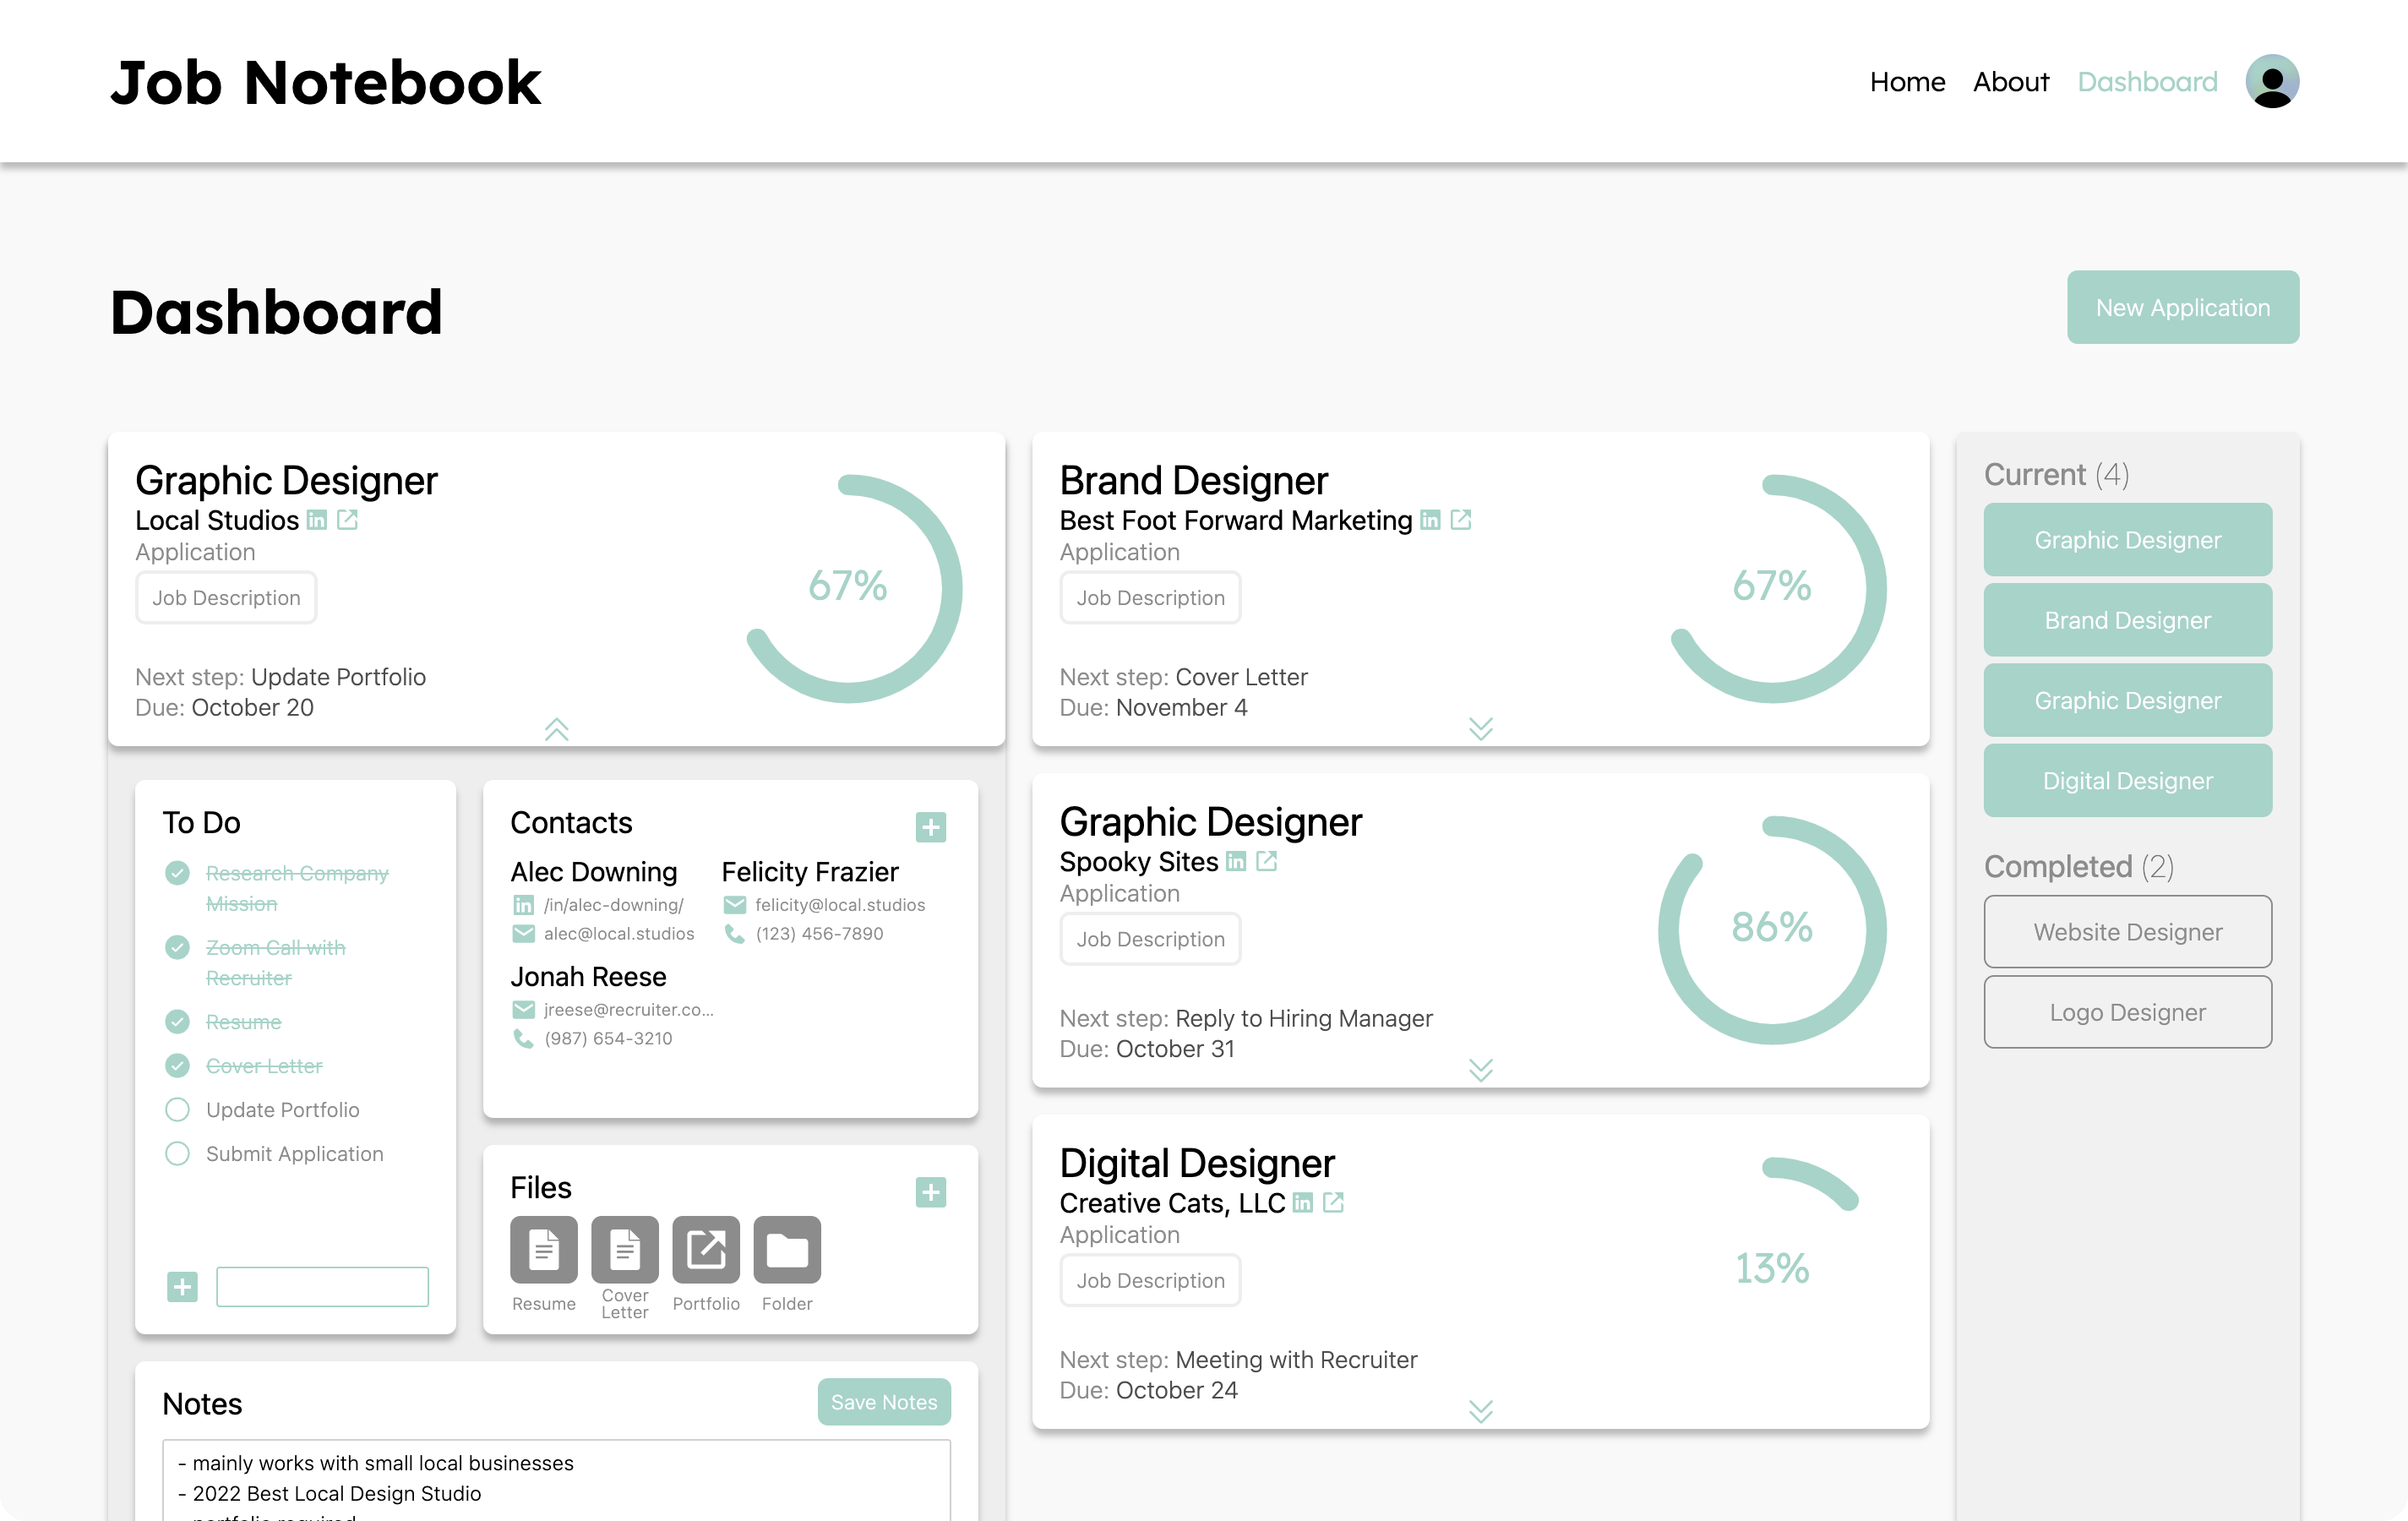 Job Notebook
Home About Dashboard
Dashboard
New Application
Graphic Designer
Local Studios in
Application
Job Description
67%
Next step: Update Portfolio
Due: October 20
To Do
Research Company
Mission
Zoom Call with
Recruiter
Resume
Cover Letter
Update Portfolio
Submit Application
Contacts
Alec Downing
in /in/alec-downing/
alec@local.studios
Felicity Frazier
felicity@local.studios
(123) 456-7890
Jonah Reese
jreese@recruiter.co...
(987) 654-3210
Files
Resume
Cover
Letter
Portfolio
Folder
Notes
Save Notes
- mainly works with small local businesses
- 2022 Best Local Design Studio
- portfolio required
Brand Designer
Best Foot Forward Marketing in
Application
Job Description
67%
Next step: Cover Letter
Due: November 4
Graphic Designer
Spooky Sites in
Application
Job Description
86%
Next step: Reply to Hiring Manager
Due: October 31
Digital Designer
Creative Cats, LLC in
Application
Job Description
13%
Next step: Meeting with Recruiter
Due: October 24
Current (4)
Graphic Designer
Brand Designer
Graphic Designer
Digital Designer
Completed (2)
Website Designer
Logo Designer